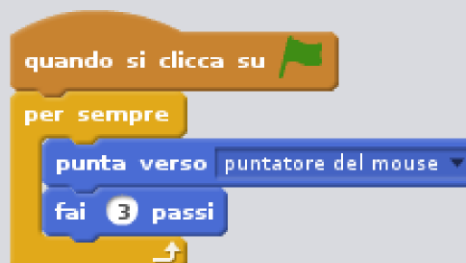 quando si clicca su
per sempre
punta verso puntatore del mouse
fai 3 passi